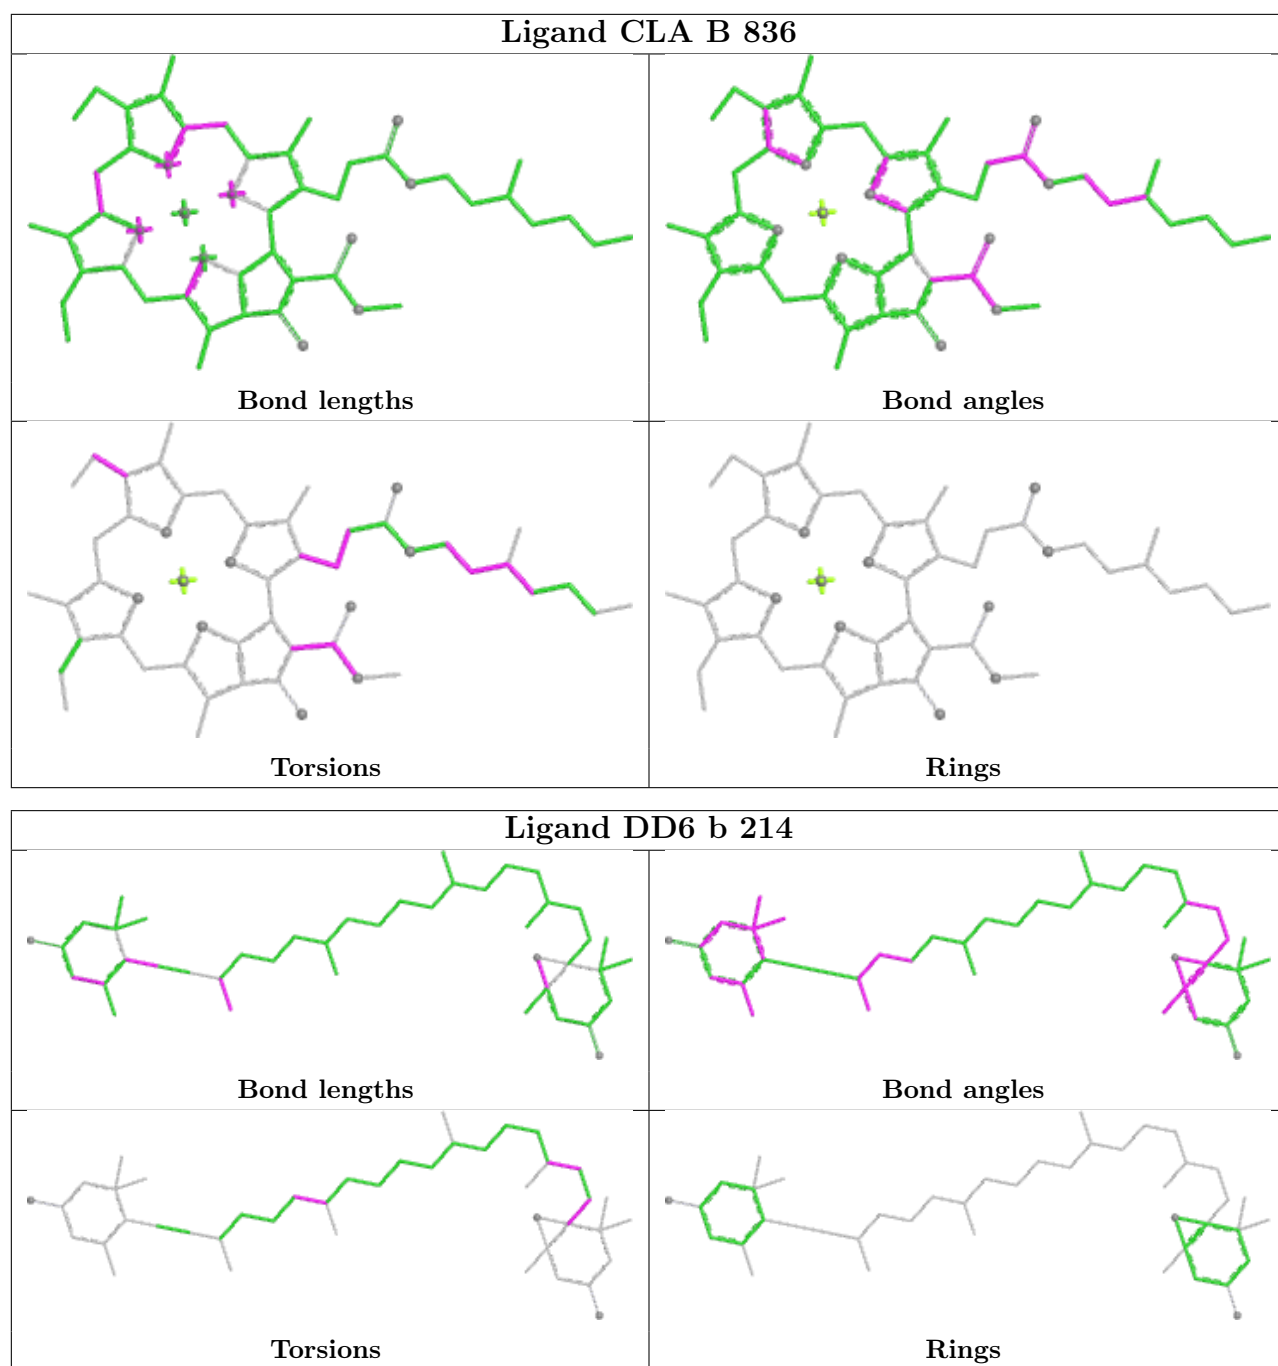 Ligand CLA B 836
Bond lengths
Bond angles
Torsions
Rings
Ligand DD6 b 214
Bond lengths
Bond angles
Torsions
Rings